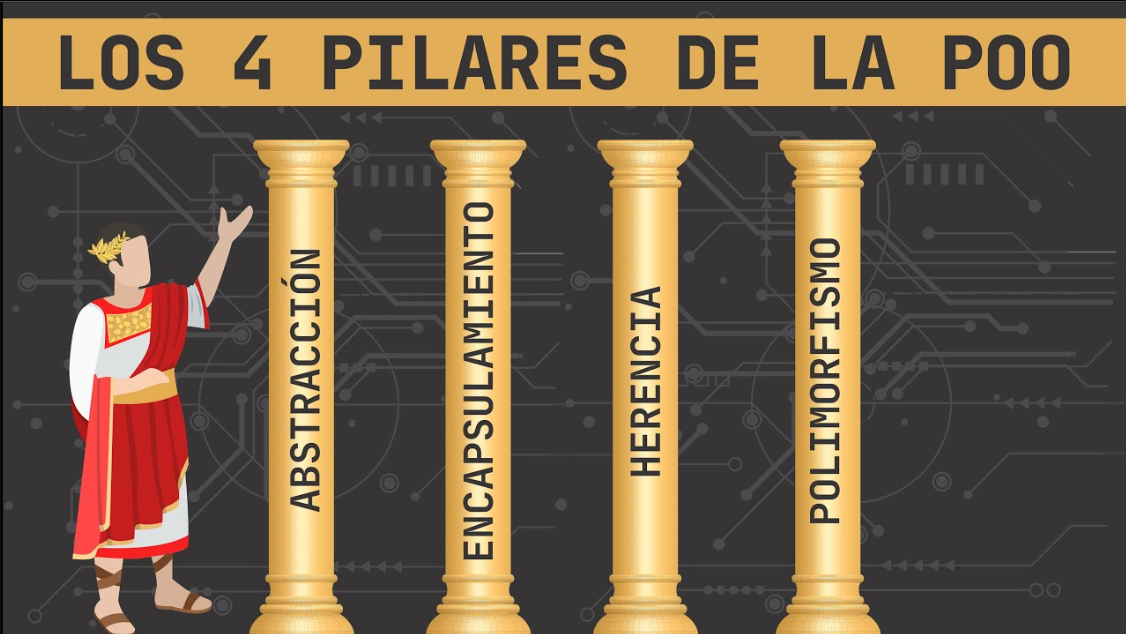 LOS 4 PILARES DE LA POO
ABSTRACCIÓN
ENCAPSULAMIENTO
HERENCIA
POLIMORFISMO